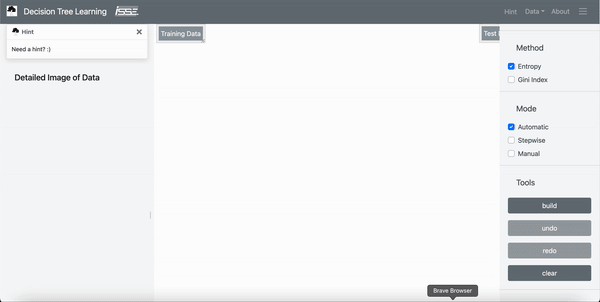 Decision Tree Learning ISSE
Hint Data About
Hint
Need a hint? :)
Detailed Image of Data
Training Data
Test
Method
Entropy
Gini Index
Mode
Automatic
Stepwise
Manual
Tools
build
undo
redo
clear
Brave Browser